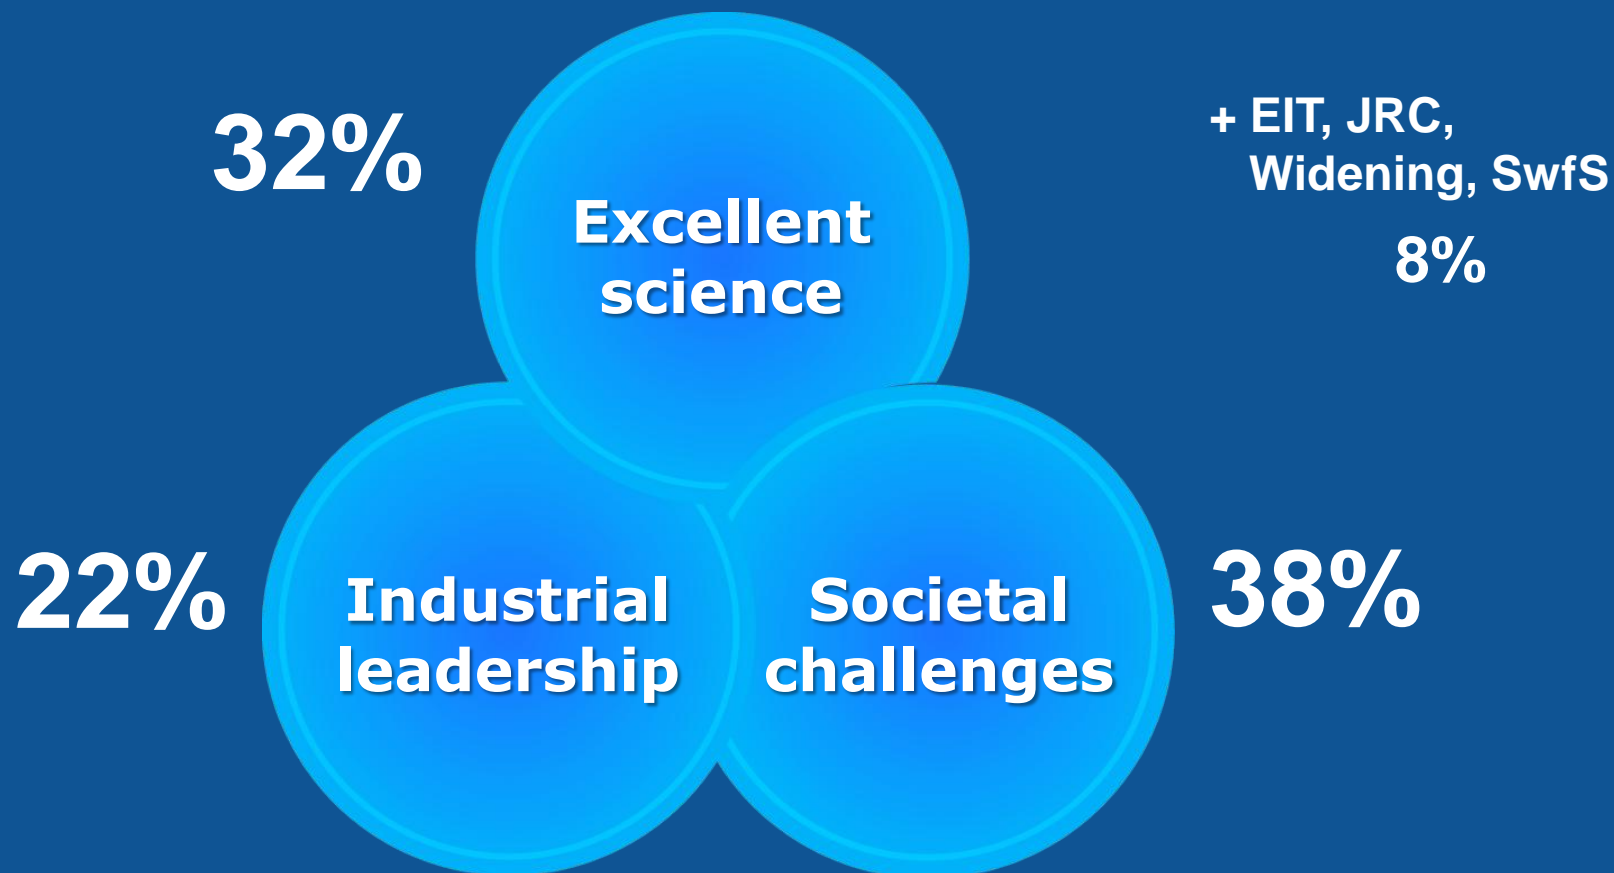 32%
Excellent
science
+ EIT, JRC,
Widening, SwfS
8%
22%
Industrial
leadership
Societal
challenges
38%